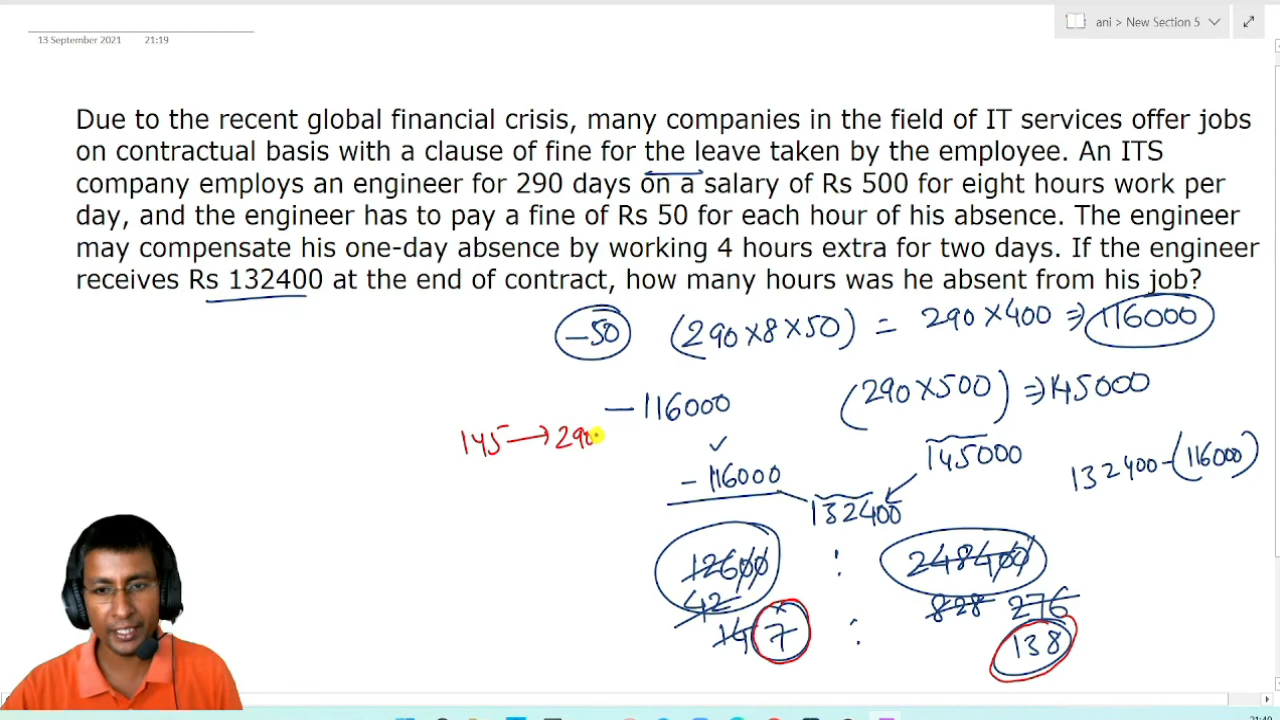 ani > New Section 5
13 September 2021 21:19
Due to the recent global financial crisis, many companies in the field of IT services offer jobs
on contractual basis with a clause of fine for the leave taken by the employee. An ITS
company employs an engineer for 290 days on a salary of Rs 500 for eight hours work per
day, and the engineer has to pay a fine of Rs 50 for each hour of his absence. The engineer
may compensate his one-day absence by working 4 hours extra for two days. If the engineer
receives Rs 132400 at the end of contract, how many hours was he absent from his job?
-50 (290×8×50) = 290×400 ⇒ 116000
-116000 (290×500) ⇒ 145000
145 → 290
145000
132400-(116000)
-116000
132400
12600 : 248400
42 828 276
14 7 : 138